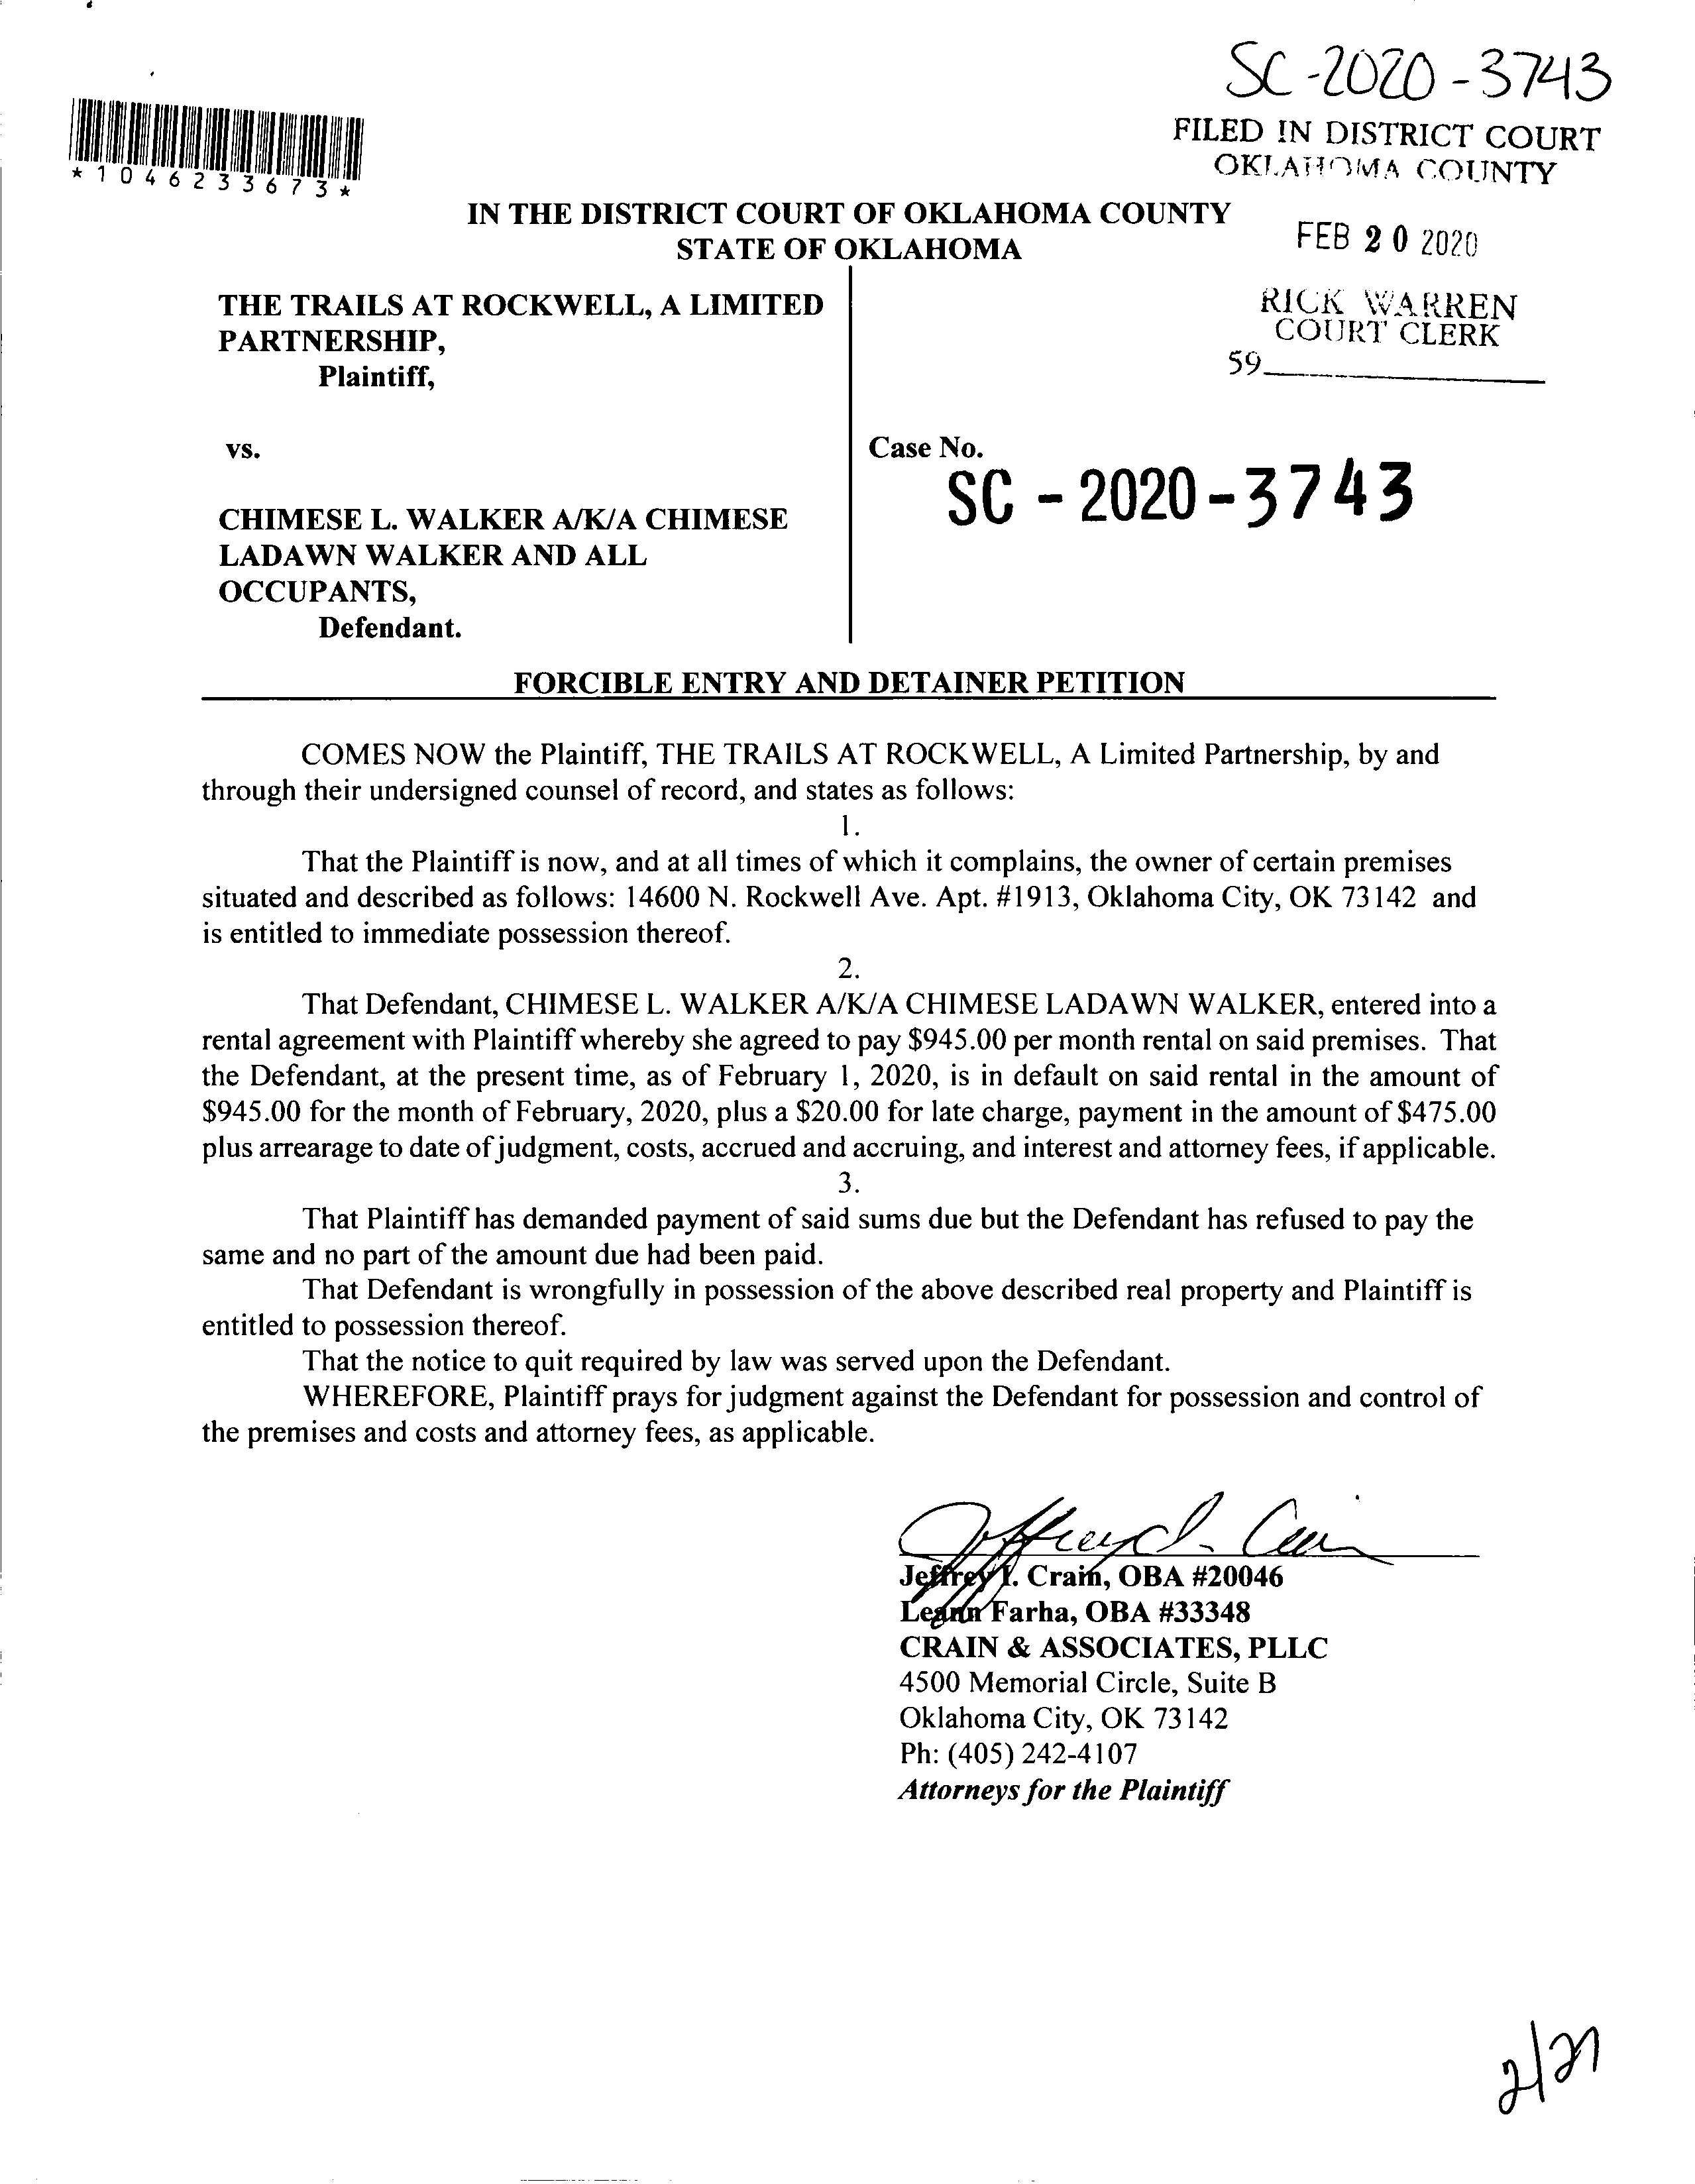 SC-2020-3743
FILED IN DISTRICT COURT
OKLAHOMA COUNTY
*1046233673*
IN THE DISTRICT COURT OF OKLAHOMA COUNTY
STATE OF OKLAHOMA
FEB 20 2020
RICK WARREN
COURT CLERK
59
THE TRAILS AT ROCKWELL, A LIMITED
PARTNERSHIP,
Plaintiff,
vs.
Case No.
SC - 2020-3743
CHIMESE L. WALKER A/K/A CHIMESE
LADAWN WALKER AND ALL
OCCUPANTS,
Defendant.
FORCIBLE ENTRY AND DETAINER PETITION
COMES NOW the Plaintiff, THE TRAILS AT ROCKWELL, A Limited Partnership, by and
through their undersigned counsel of record, and states as follows:
1.
That the Plaintiff is now, and at all times of which it complains, the owner of certain premises
situated and described as follows: 14600 N. Rockwell Ave. Apt. #1913, Oklahoma City, OK 73142 and
is entitled to immediate possession thereof.
2.
That Defendant, CHIMESE L. WALKER A/K/A CHIMESE LADAWN WALKER, entered into a
rental agreement with Plaintiff whereby she agreed to pay $945.00 per month rental on said premises. That
the Defendant, at the present time, as of February 1, 2020, is in default on said rental in the amount of
$945.00 for the month of February, 2020, plus a $20.00 for late charge, payment in the amount of $475.00
plus arrearage to date of judgment, costs, accrued and accruing, and interest and attorney fees, if applicable.
3.
That Plaintiff has demanded payment of said sums due but the Defendant has refused to pay the
same and no part of the amount due had been paid.
That Defendant is wrongfully in possession of the above described real property and Plaintiff is
entitled to possession thereof.
That the notice to quit required by law was served upon the Defendant.
WHEREFORE, Plaintiff prays for judgment against the Defendant for possession and control of
the premises and costs and attorney fees, as applicable.
Jeffrey I. Crain, OBA #20046
Leann Farha, OBA #33348
CRAIN & ASSOCIATES, PLLC
4500 Memorial Circle, Suite B
Oklahoma City, OK 73142
Ph: (405) 242-4107
Attorneys for the Plaintiff